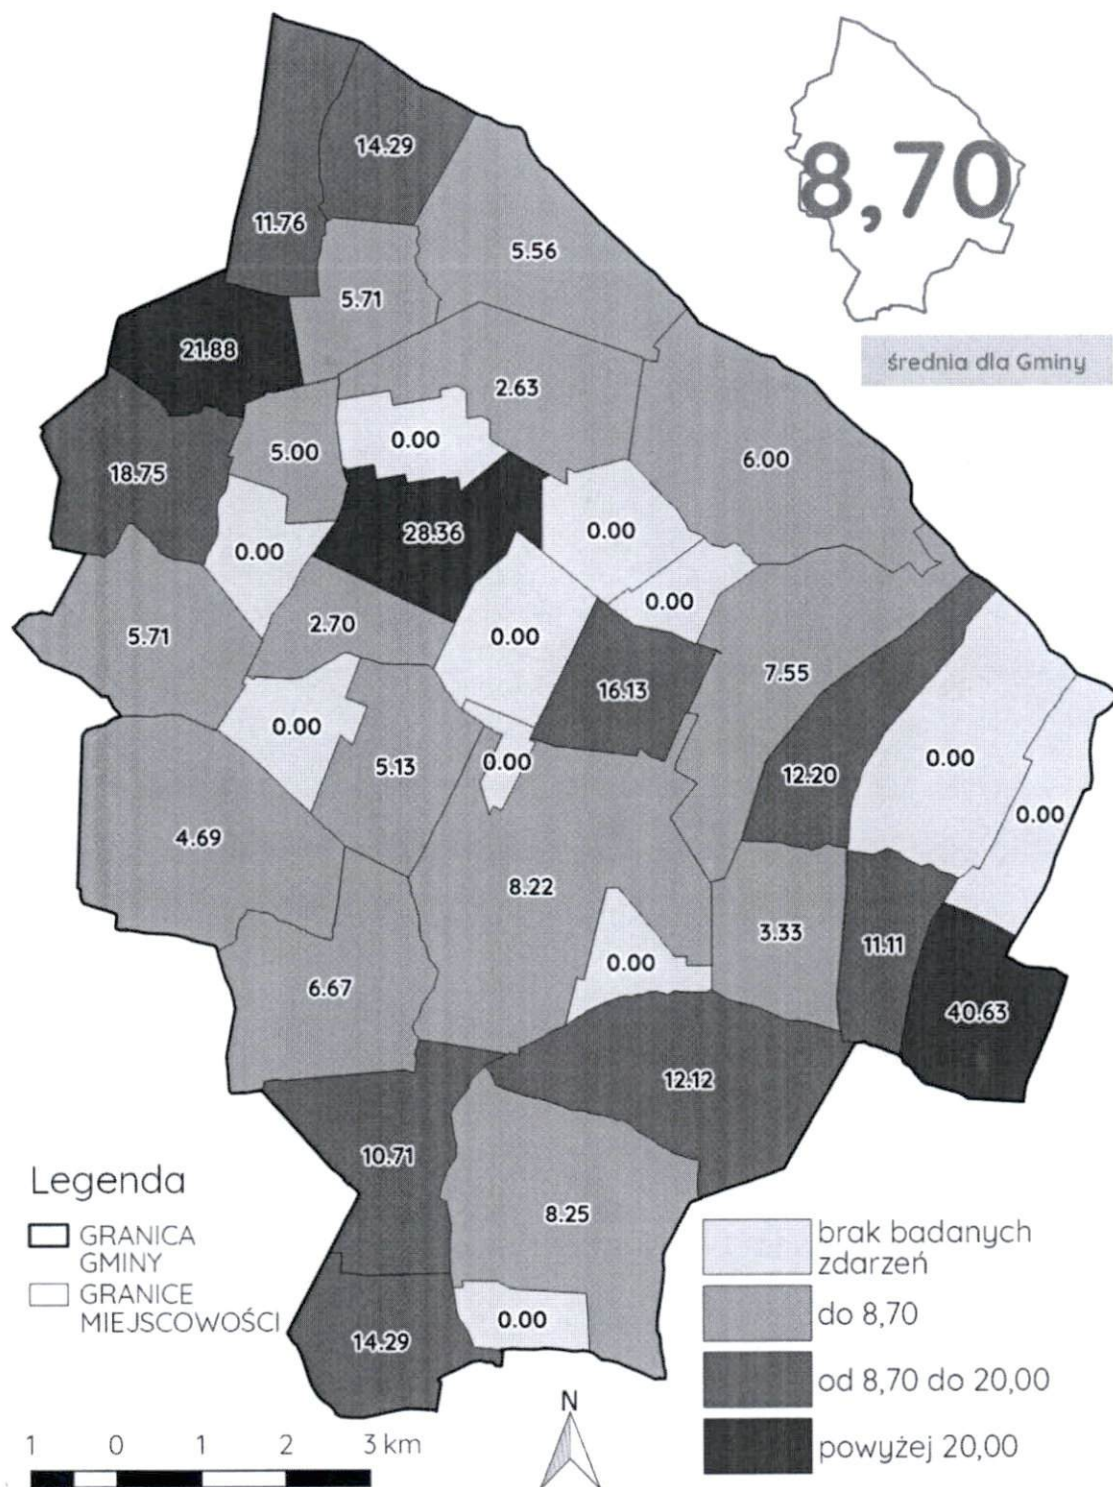 14.29
8,70
11.76
5.56
5.71
21.88
średnia dla Gminy
2.63
0.00
5.00
6.00
18.75
28.36
0.00
0.00
0.00
2.70
5.71
0.00
7.55
16.13
0.00
0.00
0.00
5.13
12.20
0.00
4.69
8.22
3.33
11.11
0.00
6.67
40.63
12.12
10.71
8.25
0.00
14.29
Legenda
GRANICA
GMINY
GRANICE
MIEJSCOWOŚCI
brak badanych
zdarzeń
do 8,70
od 8,70 do 20,00
powyżej 20,00
N
1 0 1 2 3 km